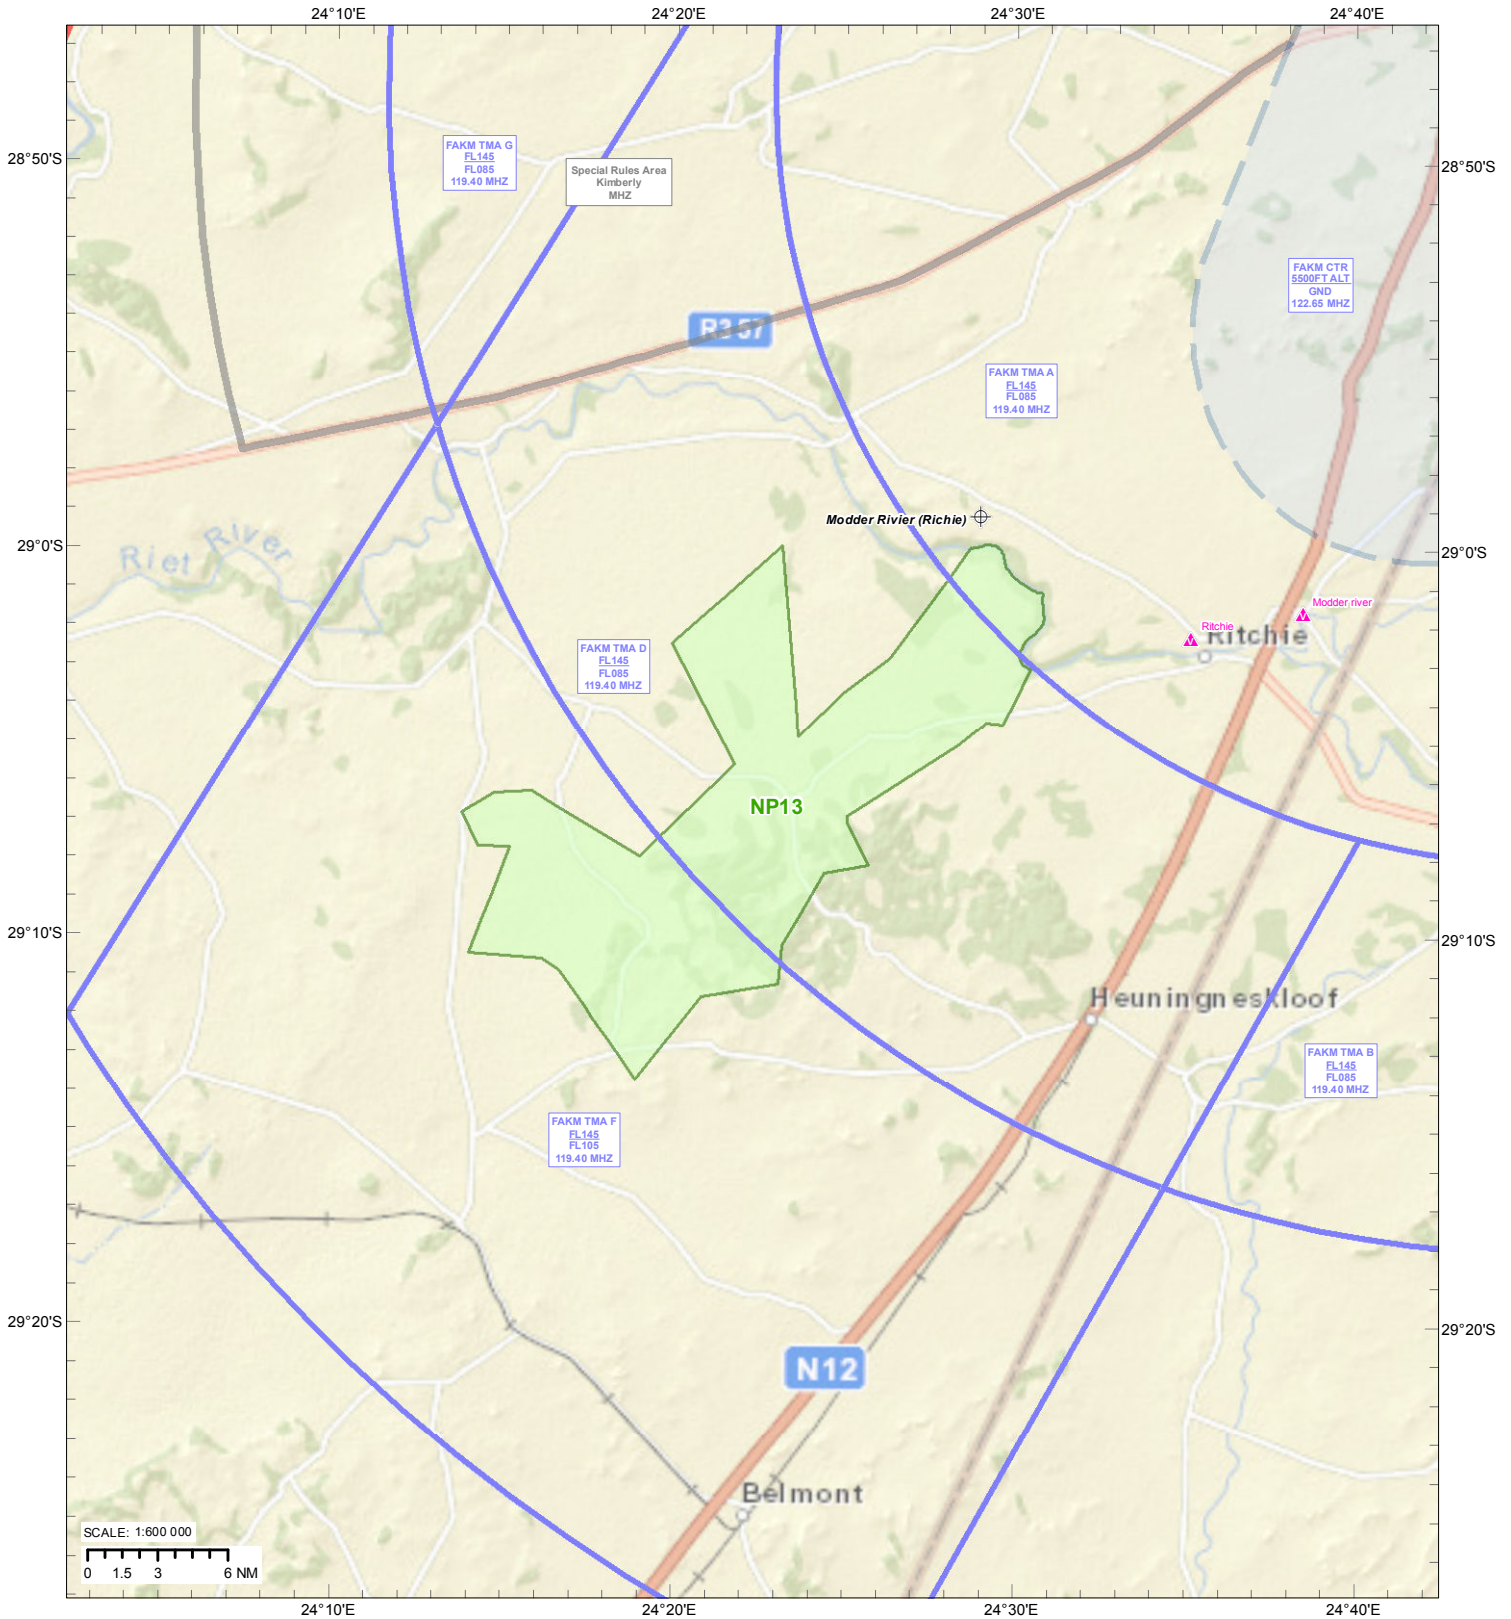 24°10'E
24°20'E
24°30'E
24°40'E
28°50'S
28°50'S
FAKM TMA G
FL145
FL085
119.40 MHZ
Special Rules Area
Kimberly
MHZ
FAKM CTR
5500FT ALT
GND
122.65 MHZ
R357
FAKM TMA A
FL145
FL085
119.40 MHZ
Modder Rivier (Richie)
29°0'S
29°0'S
Riet River
Modder river
Ritchie
Ritchie
FAKM TMA D
FL145
FL085
119.40 MHZ
NP13
29°10'S
29°10'S
Heuningneskloof
FAKM TMA B
FL145
FL085
119.40 MHZ
FAKM TMA F
FL145
FL105
119.40 MHZ
29°20'S
29°20'S
N12
Belmont
SCALE: 1:600 000
0 1.5 3 6 NM
24°10'E
24°20'E
24°30'E
24°40'E